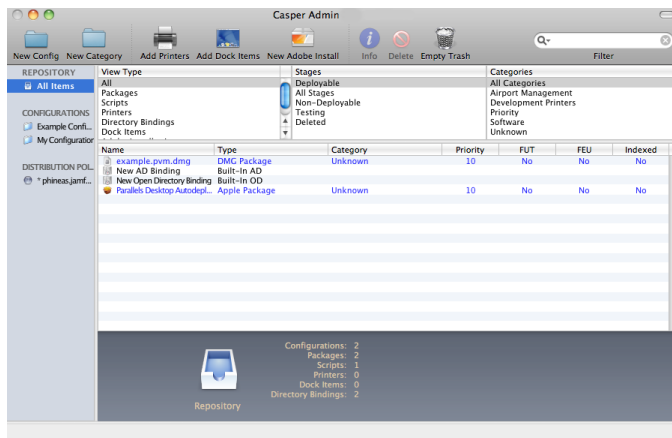 Casper Admin
New Config New Category Add Printers Add Dock Items New Adobe Install Info Delete Empty Trash Filter
REPOSITORY
All Items
CONFIGURATIONS
Example Confi...
My Configuration
DISTRIBUTION POI...
* phineas.jamf...
View Type Stages Categories
All Deployable All Categories
Packages All Stages Airport Management
Scripts Non-Deployable Development Printers
Printers Testing Priority
Directory Bindings Deleted Software
Dock Items Unknown
Name Type Category Priority FUT FEU Indexed
example.pvm.dmg DMG Package Unknown 10 No No No
New AD Binding Built-In AD
New Open Directory Binding Built-In OD
Parallels Desktop Autodepl... Apple Package Unknown 10 No No No
Configurations: 2
Packages: 2
Scripts: 1
Printers: 0
Dock Items: 0
Directory Bindings: 2
Repository